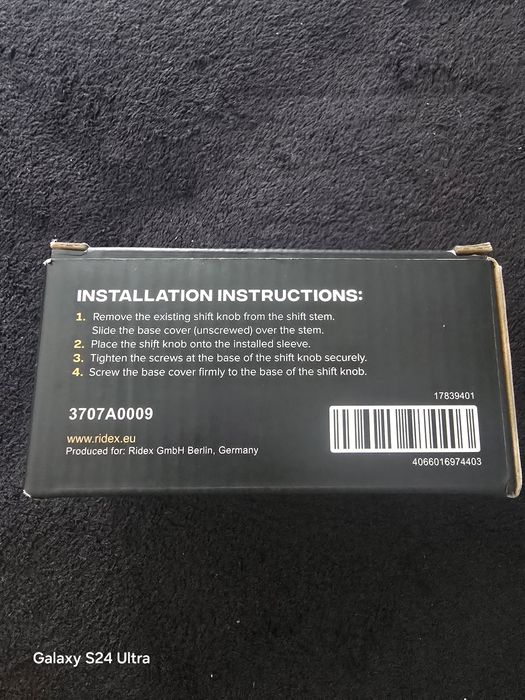 INSTALLATION INSTRUCTIONS:
1. Remove the existing shift knob from the shift stem.
Slide the base cover (unscrewed) over the stem.
2. Place the shift knob onto the installed sleeve.
3. Tighten the screws at the base of the shift knob securely.
4. Screw the base cover firmly to the base of the shift knob.
3707A0009
www.ridex.eu
Produced for: Ridex GmbH Berlin, Germany
17839401
4066016974403
Galaxy S24 Ultra